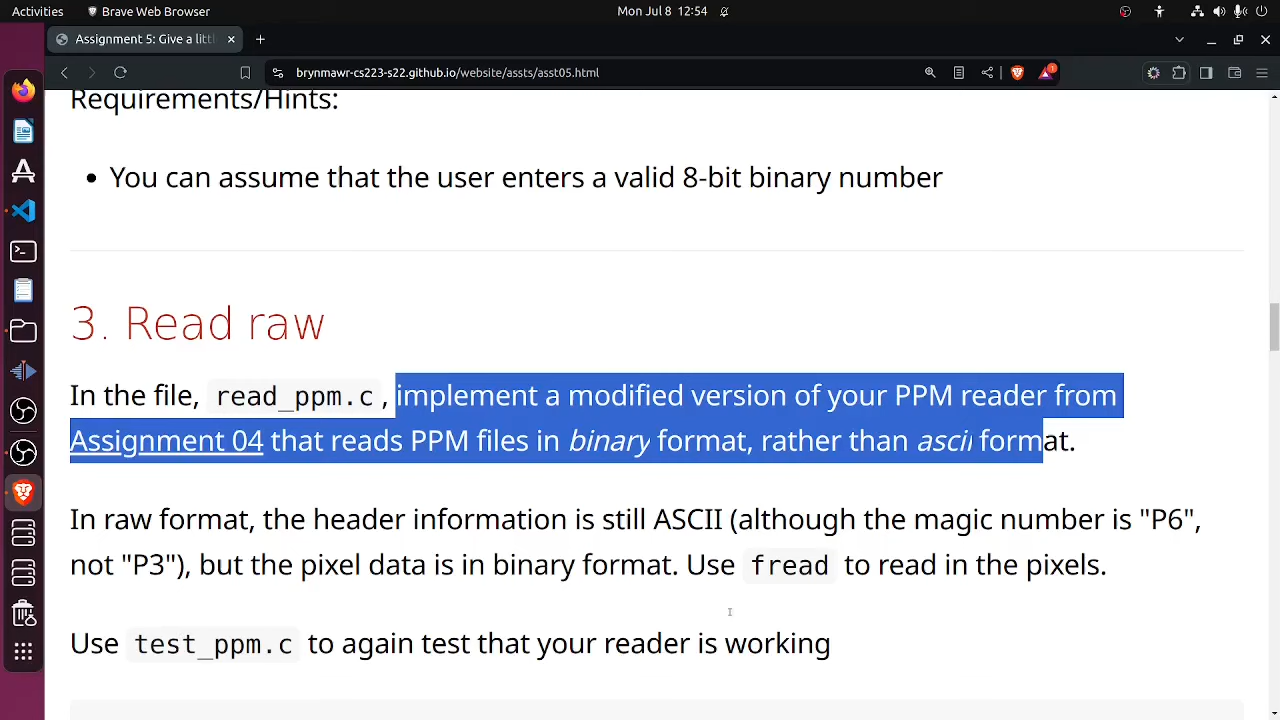 Activities
Brave Web Browser
Mon Jul 8 12:54
Assignment 5: Give a littl
brynmawr-cs223-s22.github.io/website/assts/asst05.html
1
Requirements/Hints:
• You can assume that the user enters a valid 8-bit binary number
3. Read raw
In the file, read_ppm.c, implement a modified version of your PPM reader from
Assignment 04 that reads PPM files in binary format, rather than ascii format.
In raw format, the header information is still ASCII (although the magic number is "P6",
not "P3"), but the pixel data is in binary format. Use fread to read in the pixels.
Use test_ppm.c to again test that your reader is working